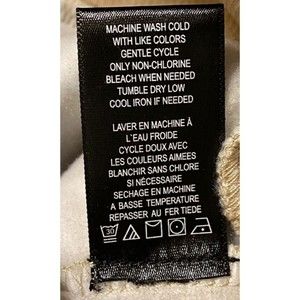 MACHINE WASH COLD
WITH LIKE COLORS
GENTLE CYCLE
ONLY NON-CHLORINE
BLEACH WHEN NEEDED
TUMBLE DRY LOW
COOL IRON IF NEEDED
LAVER EN MACHINE À
L`EAU FROIDE
CYCLE DOUX AVEC
LES COULEURS AIMEES
BLANCHIR SANS CHLORE
SI NÉCESSAIRE
SECHAGE EN MACHINE
A BASSE TEMPERATURE
REPASSER AU FER TIEDE
30